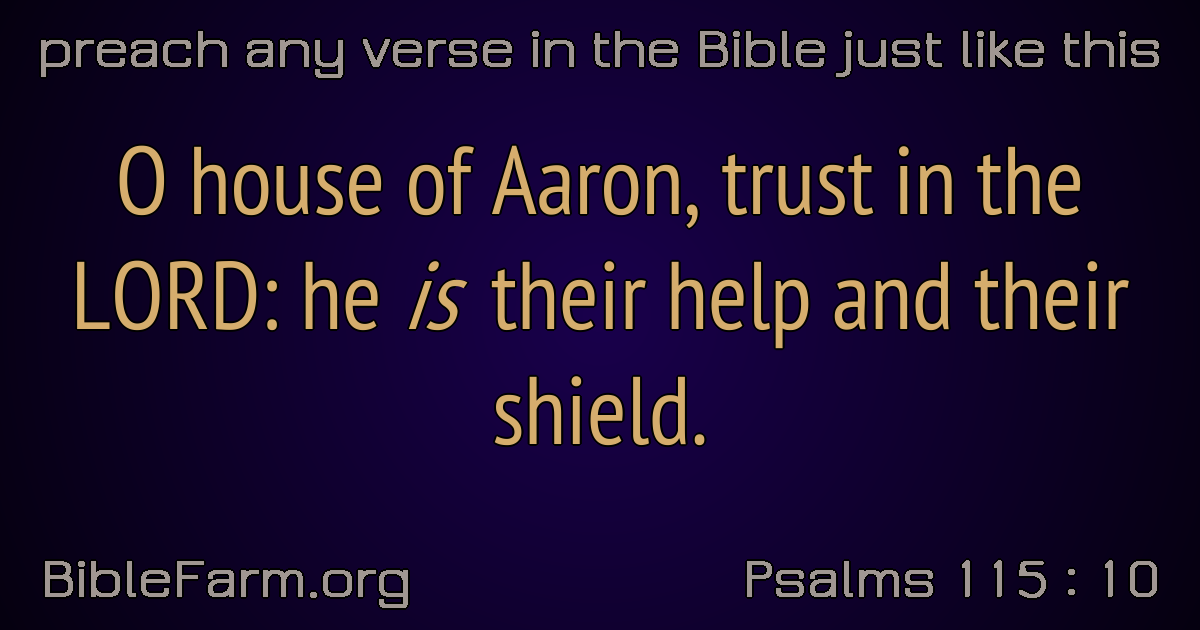 preach any verse in the Bible just like this
O house of Aaron, trust in the
LORD: he is their help and their
shield.
BibleFarm.org
Psalms 115 : 10